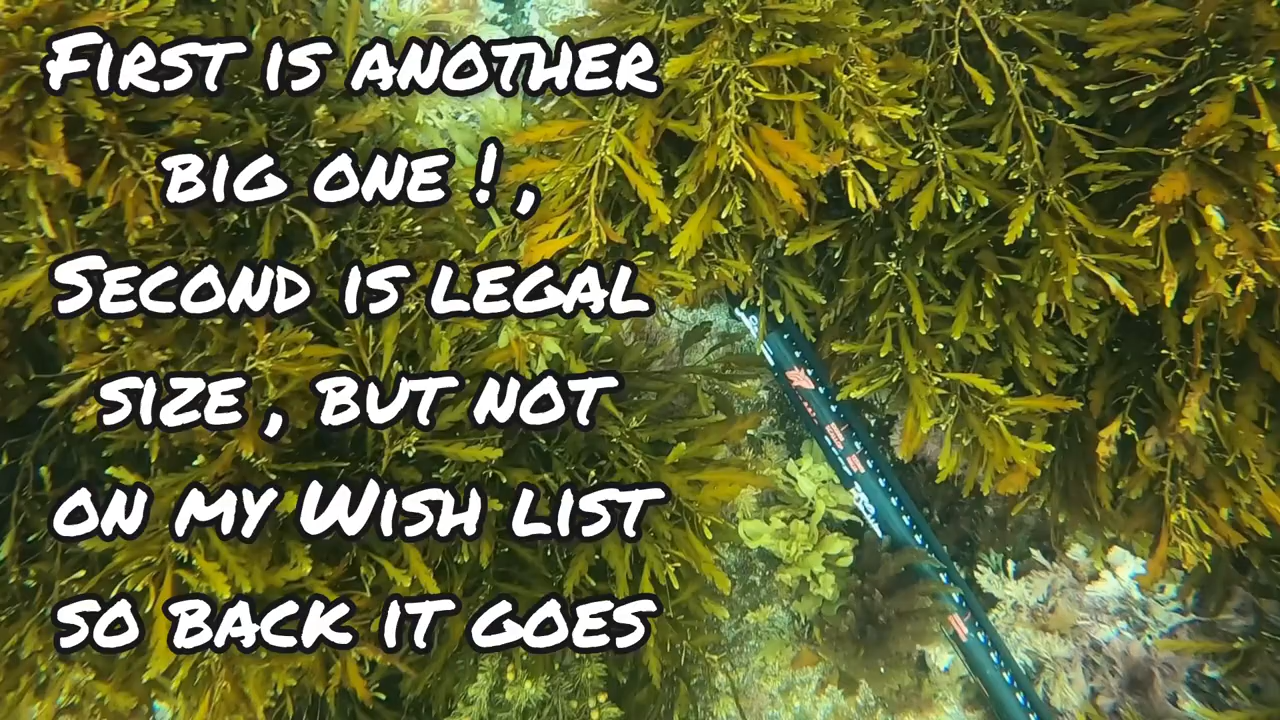 First is another
big one ! ,
Second is legal
size , but not
on my Wish list
so back it goes